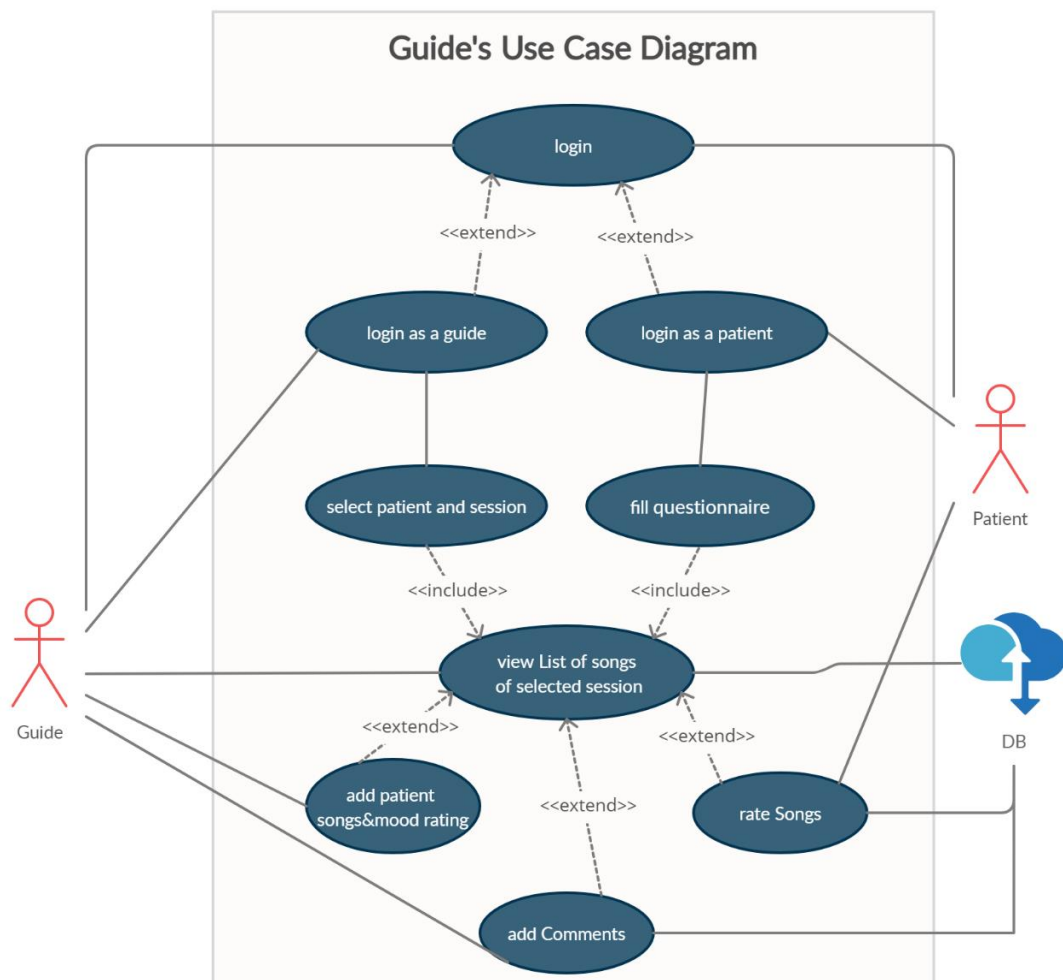 Guide's Use Case Diagram
login
<<extend>>
<<extend>>
login as a guide
login as a patient
select patient and session
fill questionnaire
Patient
<<include>>
<<include>>
view List of songs
of selected session
Guide
<<extend>>
<<extend>>
DB
add patient
songs&mood rating
<<extend>>
rate Songs
add Comments